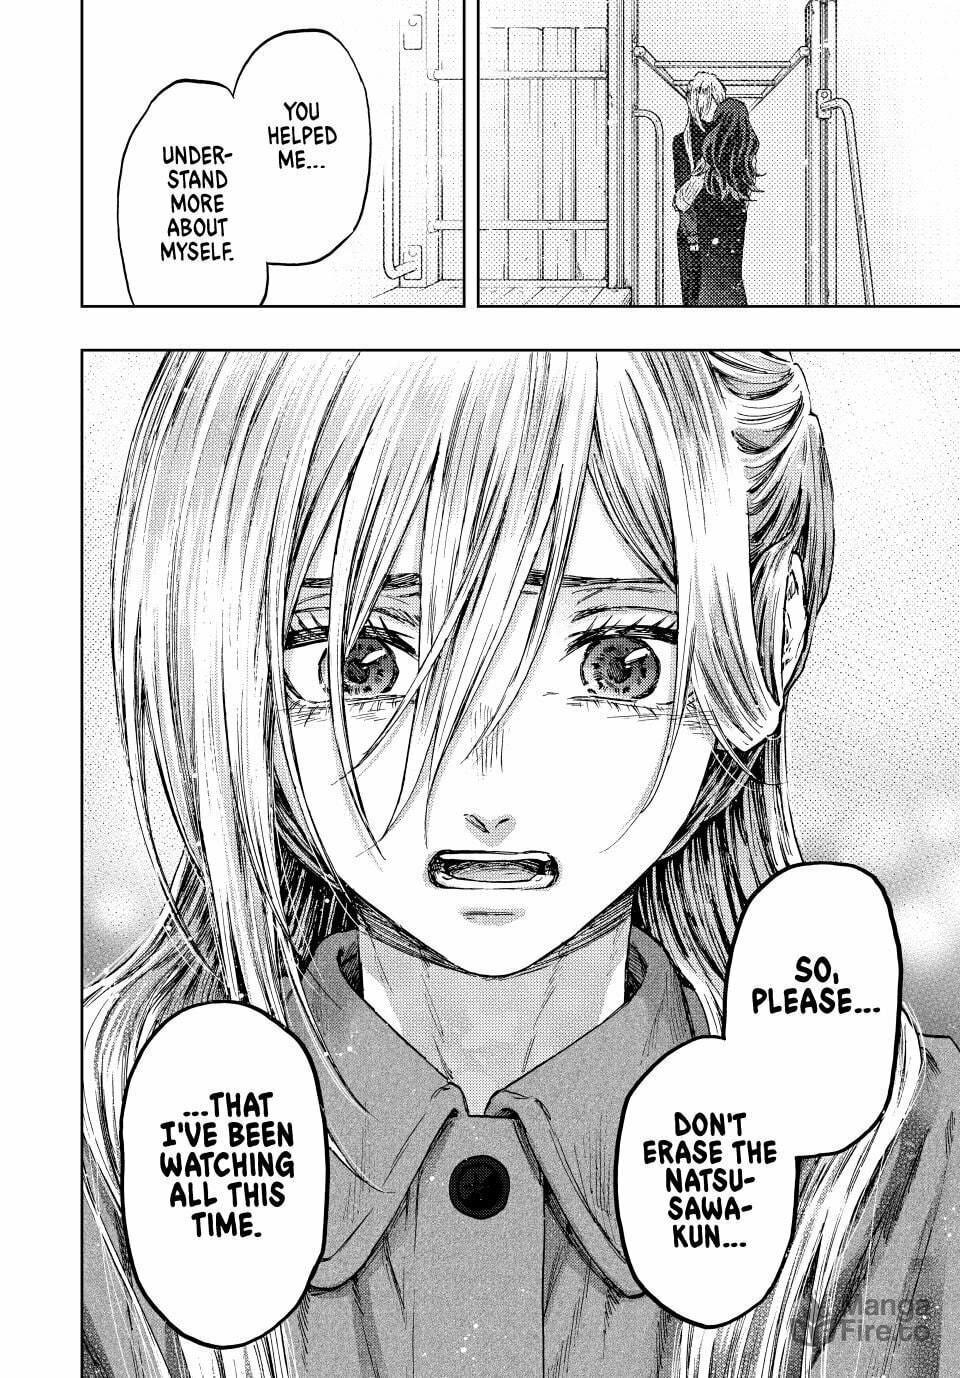 YOU
HELPED
ME...
UNDER-
STAND
MORE
ABOUT
MYSELF.
SO,
PLEASE...
DON'T
ERASE THE
NATSU-
SAWA-
KUN...
...THAT
I'VE BEEN
WATCHING
ALL THIS
TIME.
Manga
Fire.to